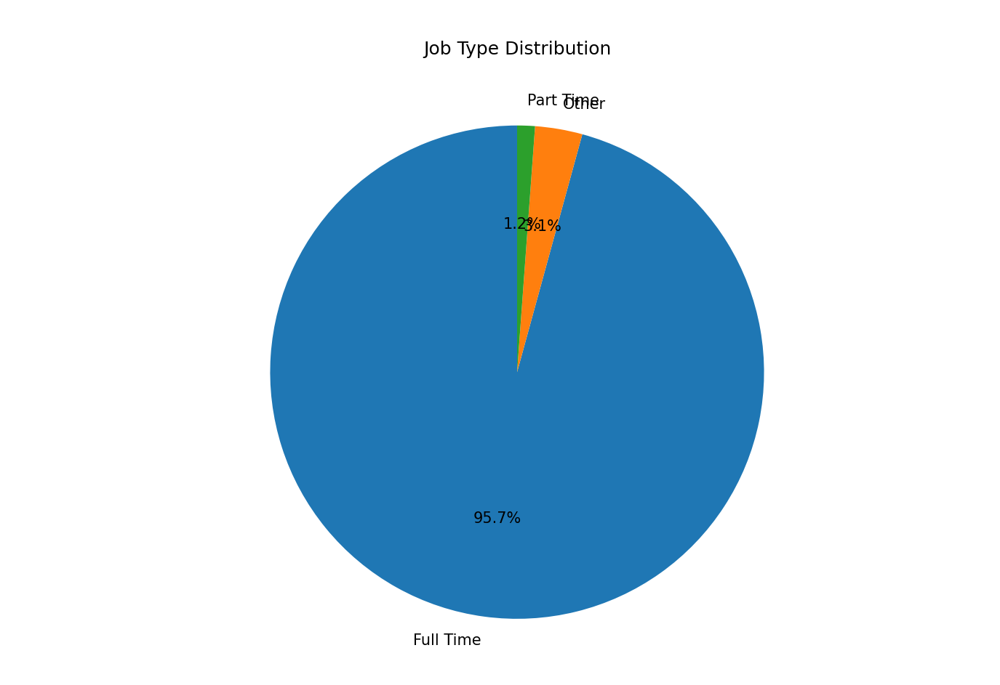 Job Type Distribution
Part Time
Other
1.2%
3.1%
95.7%
Full Time